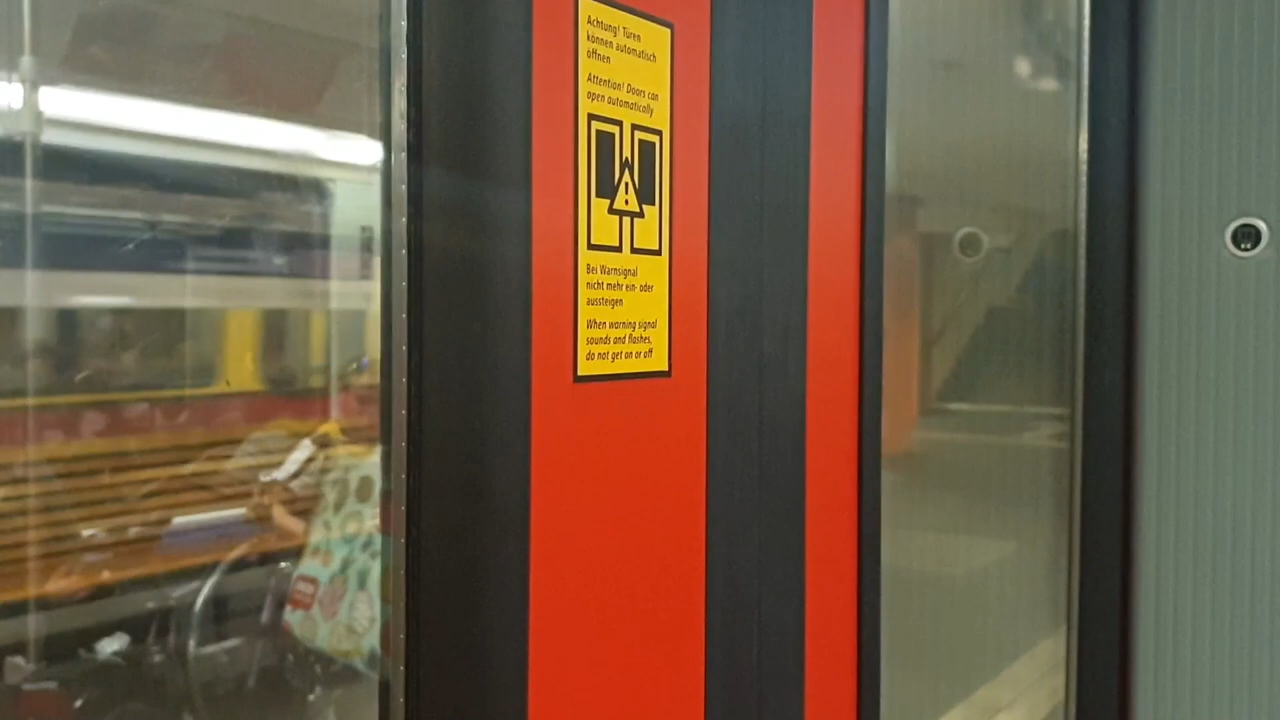 Achtung! Türen
können automatisch
öffnen
Attention! Doors can
open automatically
Bei Warnsignal
nicht mehr ein- oder
aussteigen
When warning signal
sounds and flashes,
do not get on or off